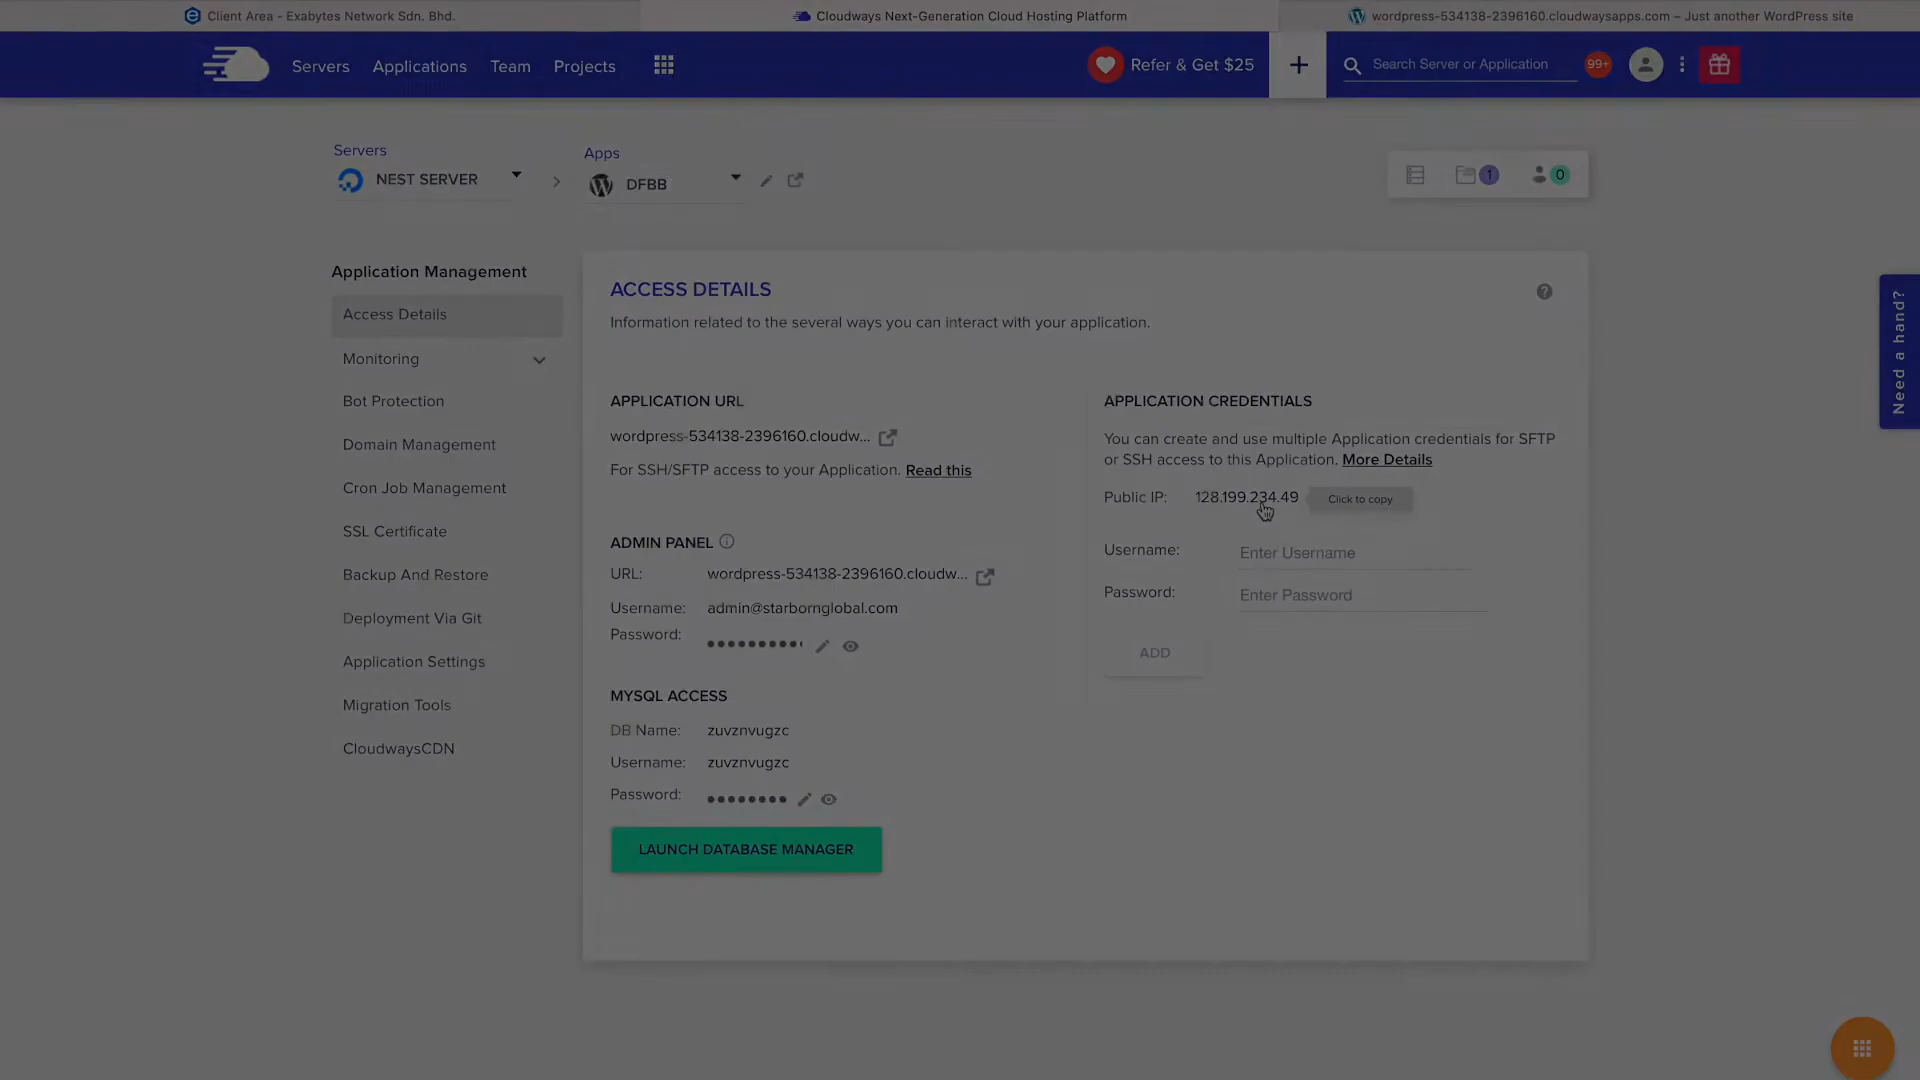 Client Area - Exabytes Network Sdn. Bhd.
Cloudways Next-Generation Cloud Hosting Platform
wordpress-534138-2396160.cloudwaysapps.com – Just another WordPress site
Servers
Applications
Team
Projects
Refer & Get $25
+
Search Server or Application
99+
Servers
NEST SERVER
Apps
DFBB
1
0
Application Management
Access Details
Monitoring
Bot Protection
Domain Management
Cron Job Management
SSL Certificate
Backup And Restore
Deployment Via Git
Application Settings
Migration Tools
CloudwaysCDN
ACCESS DETAILS
Information related to the several ways you can interact with your application.
APPLICATION URL
wordpress-534138-2396160.cloudw...
For SSH/SFTP access to your Application. Read this
ADMIN PANEL
URL: wordpress-534138-2396160.cloudw...
Username: admin@starbornglobal.com
Password:
MYSQL ACCESS
DB Name: zuvznvugzc
Username: zuvznvugzc
Password:
LAUNCH DATABASE MANAGER
APPLICATION CREDENTIALS
You can create and use multiple Application credentials for SFTP
or SSH access to this Application. More Details
Public IP: 128.199.234.49 Click to copy
Username: Enter Username
Password: Enter Password
ADD
Need a hand?